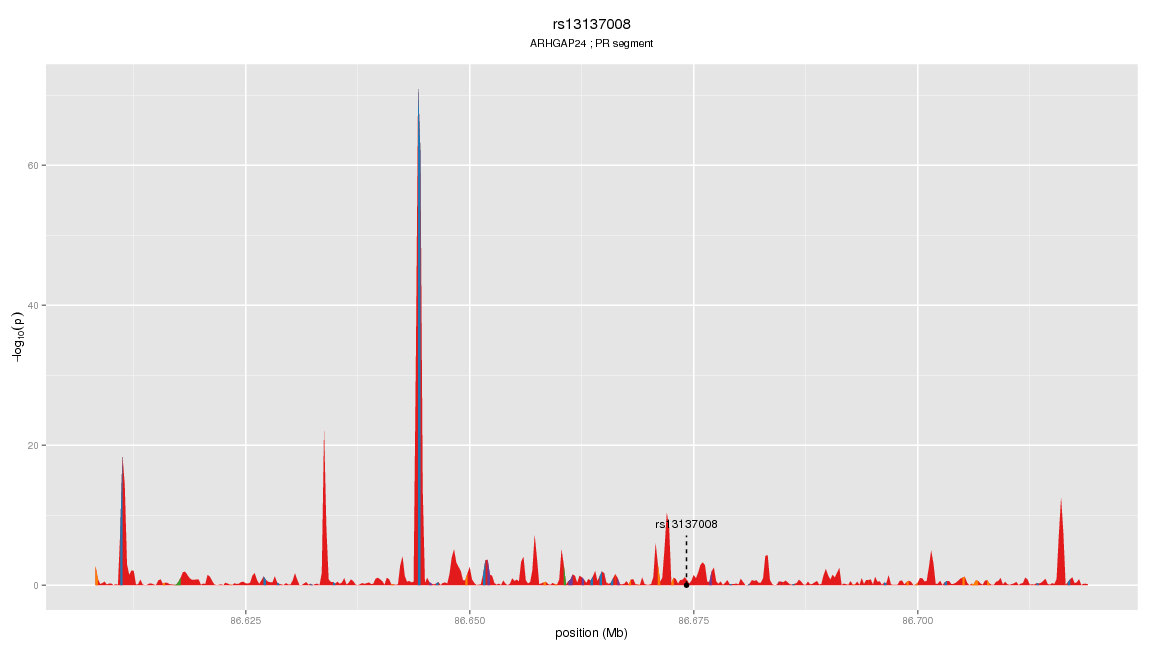 rs13137008
ARHGAP24 ; PR segment
−log10(p)
60
40
20
0
rs13137008
86.625
86.650
86.675
86.700
position (Mb)